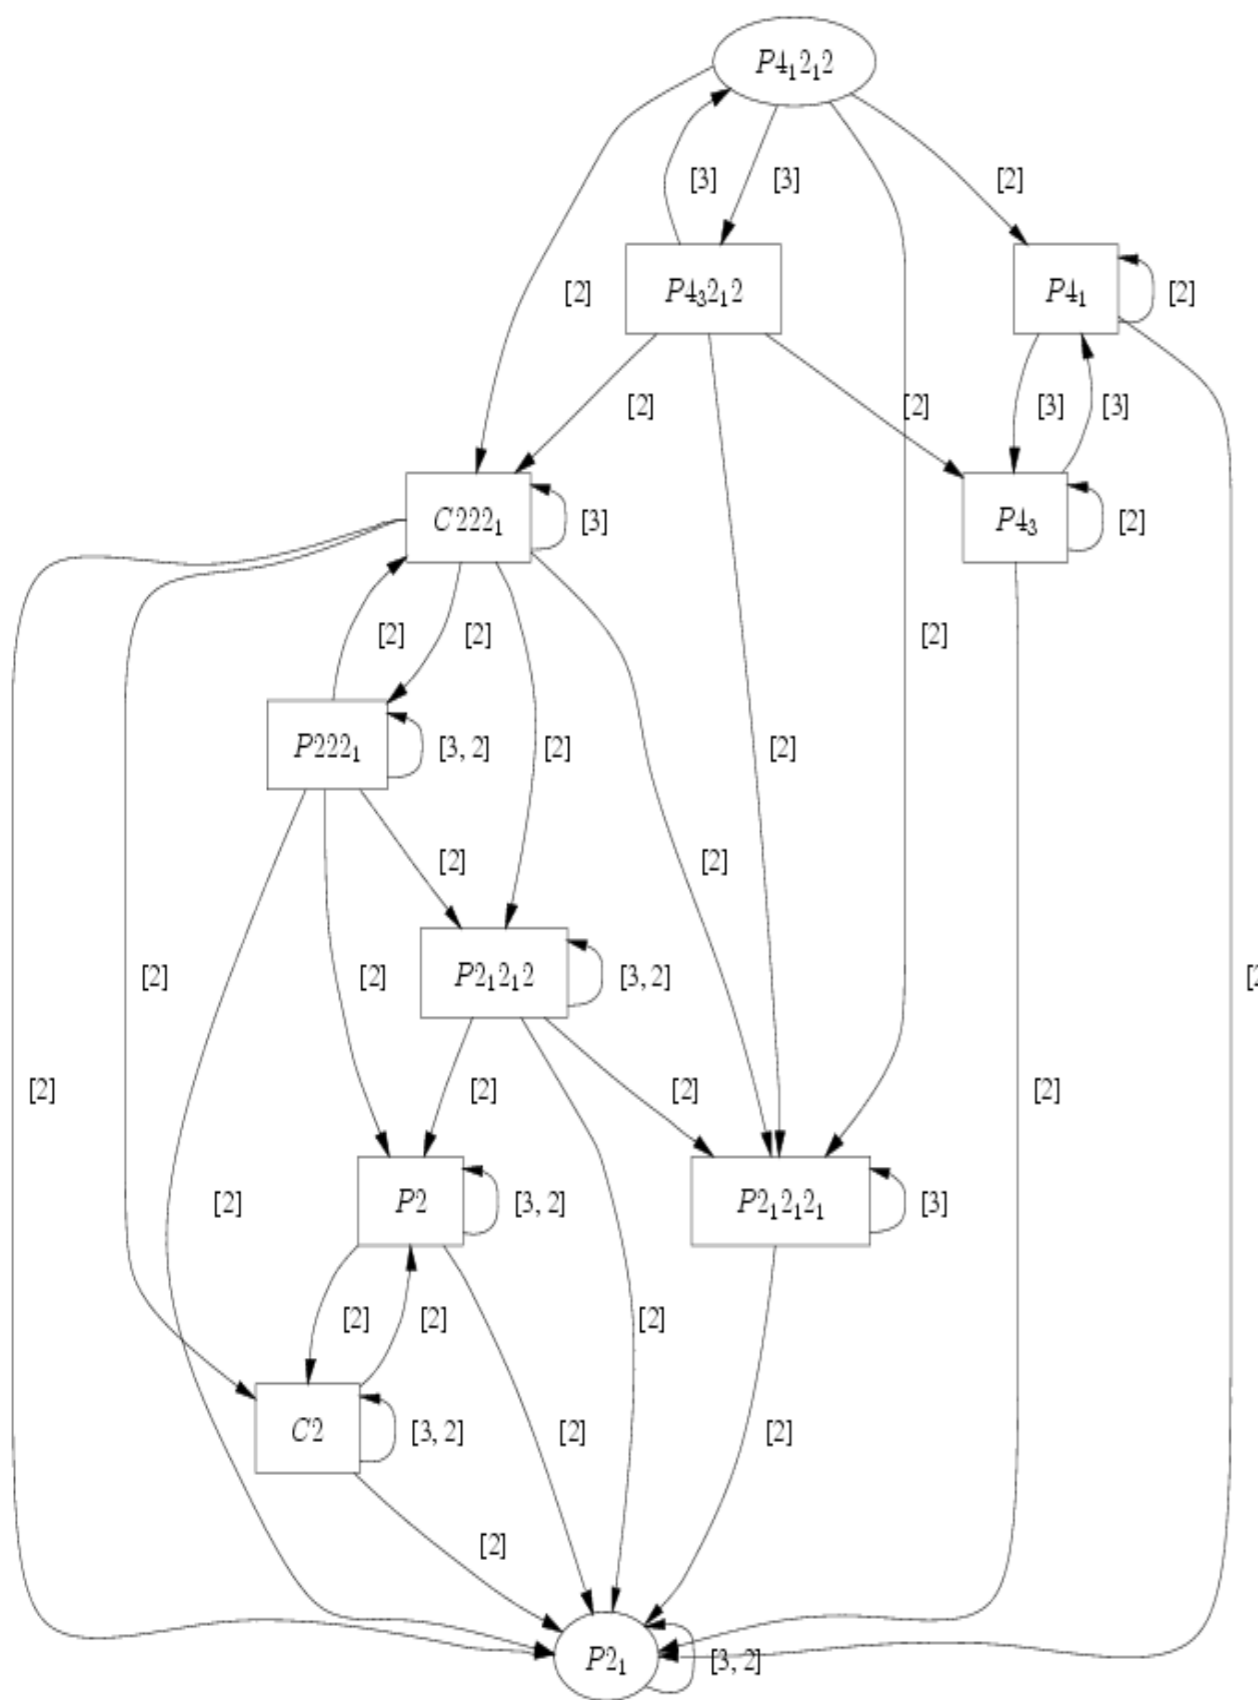 P4₁2₁2
[3] [3] [2]
[2] P4₃2₁2 P4₁ [2]
[2] [2] [3] [3]
C222₁ [3] P4₃ [2]
[2] [2] [2]
P222₁ [3, 2] [2] [2]
[2] [2]
[2] [2] P2₁2₁2 [3, 2]
[2] [2] [2] [2]
[2] P2 [3, 2] P2₁2₁2₁ [3]
[2] [2] [2]
C2 [3, 2] [2] [2]
[2]
P2₁ [3, 2]